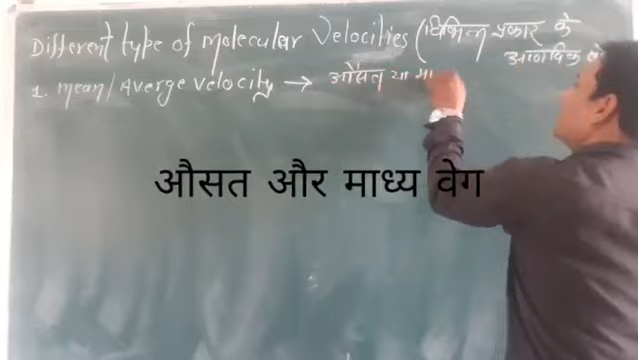 Different type of molecular Velocities (विभिन्न प्रकार के
आणविक
1. mean/Averge velocity → औसत या मा
औसत और माध्य वेग